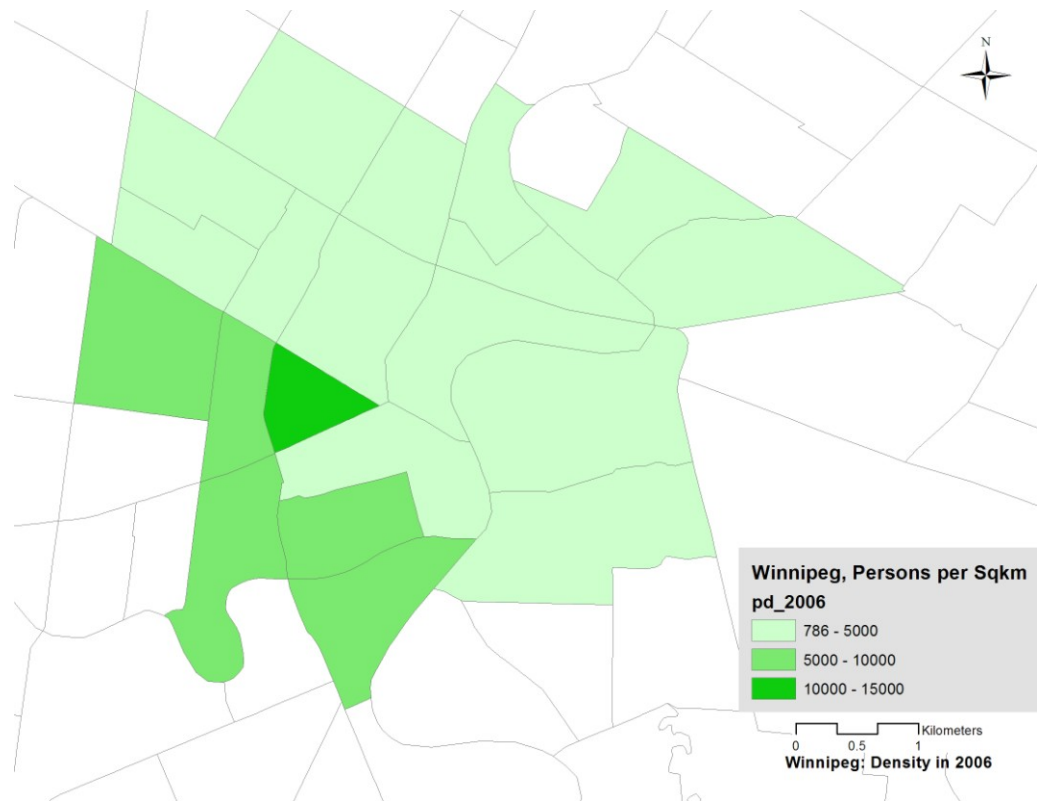 N
Winnipeg, Persons per Sqkm
pd_2006
786 - 5000
5000 - 10000
10000 - 15000
Kilometers
0 0.5 1
Winnipeg: Density in 2006